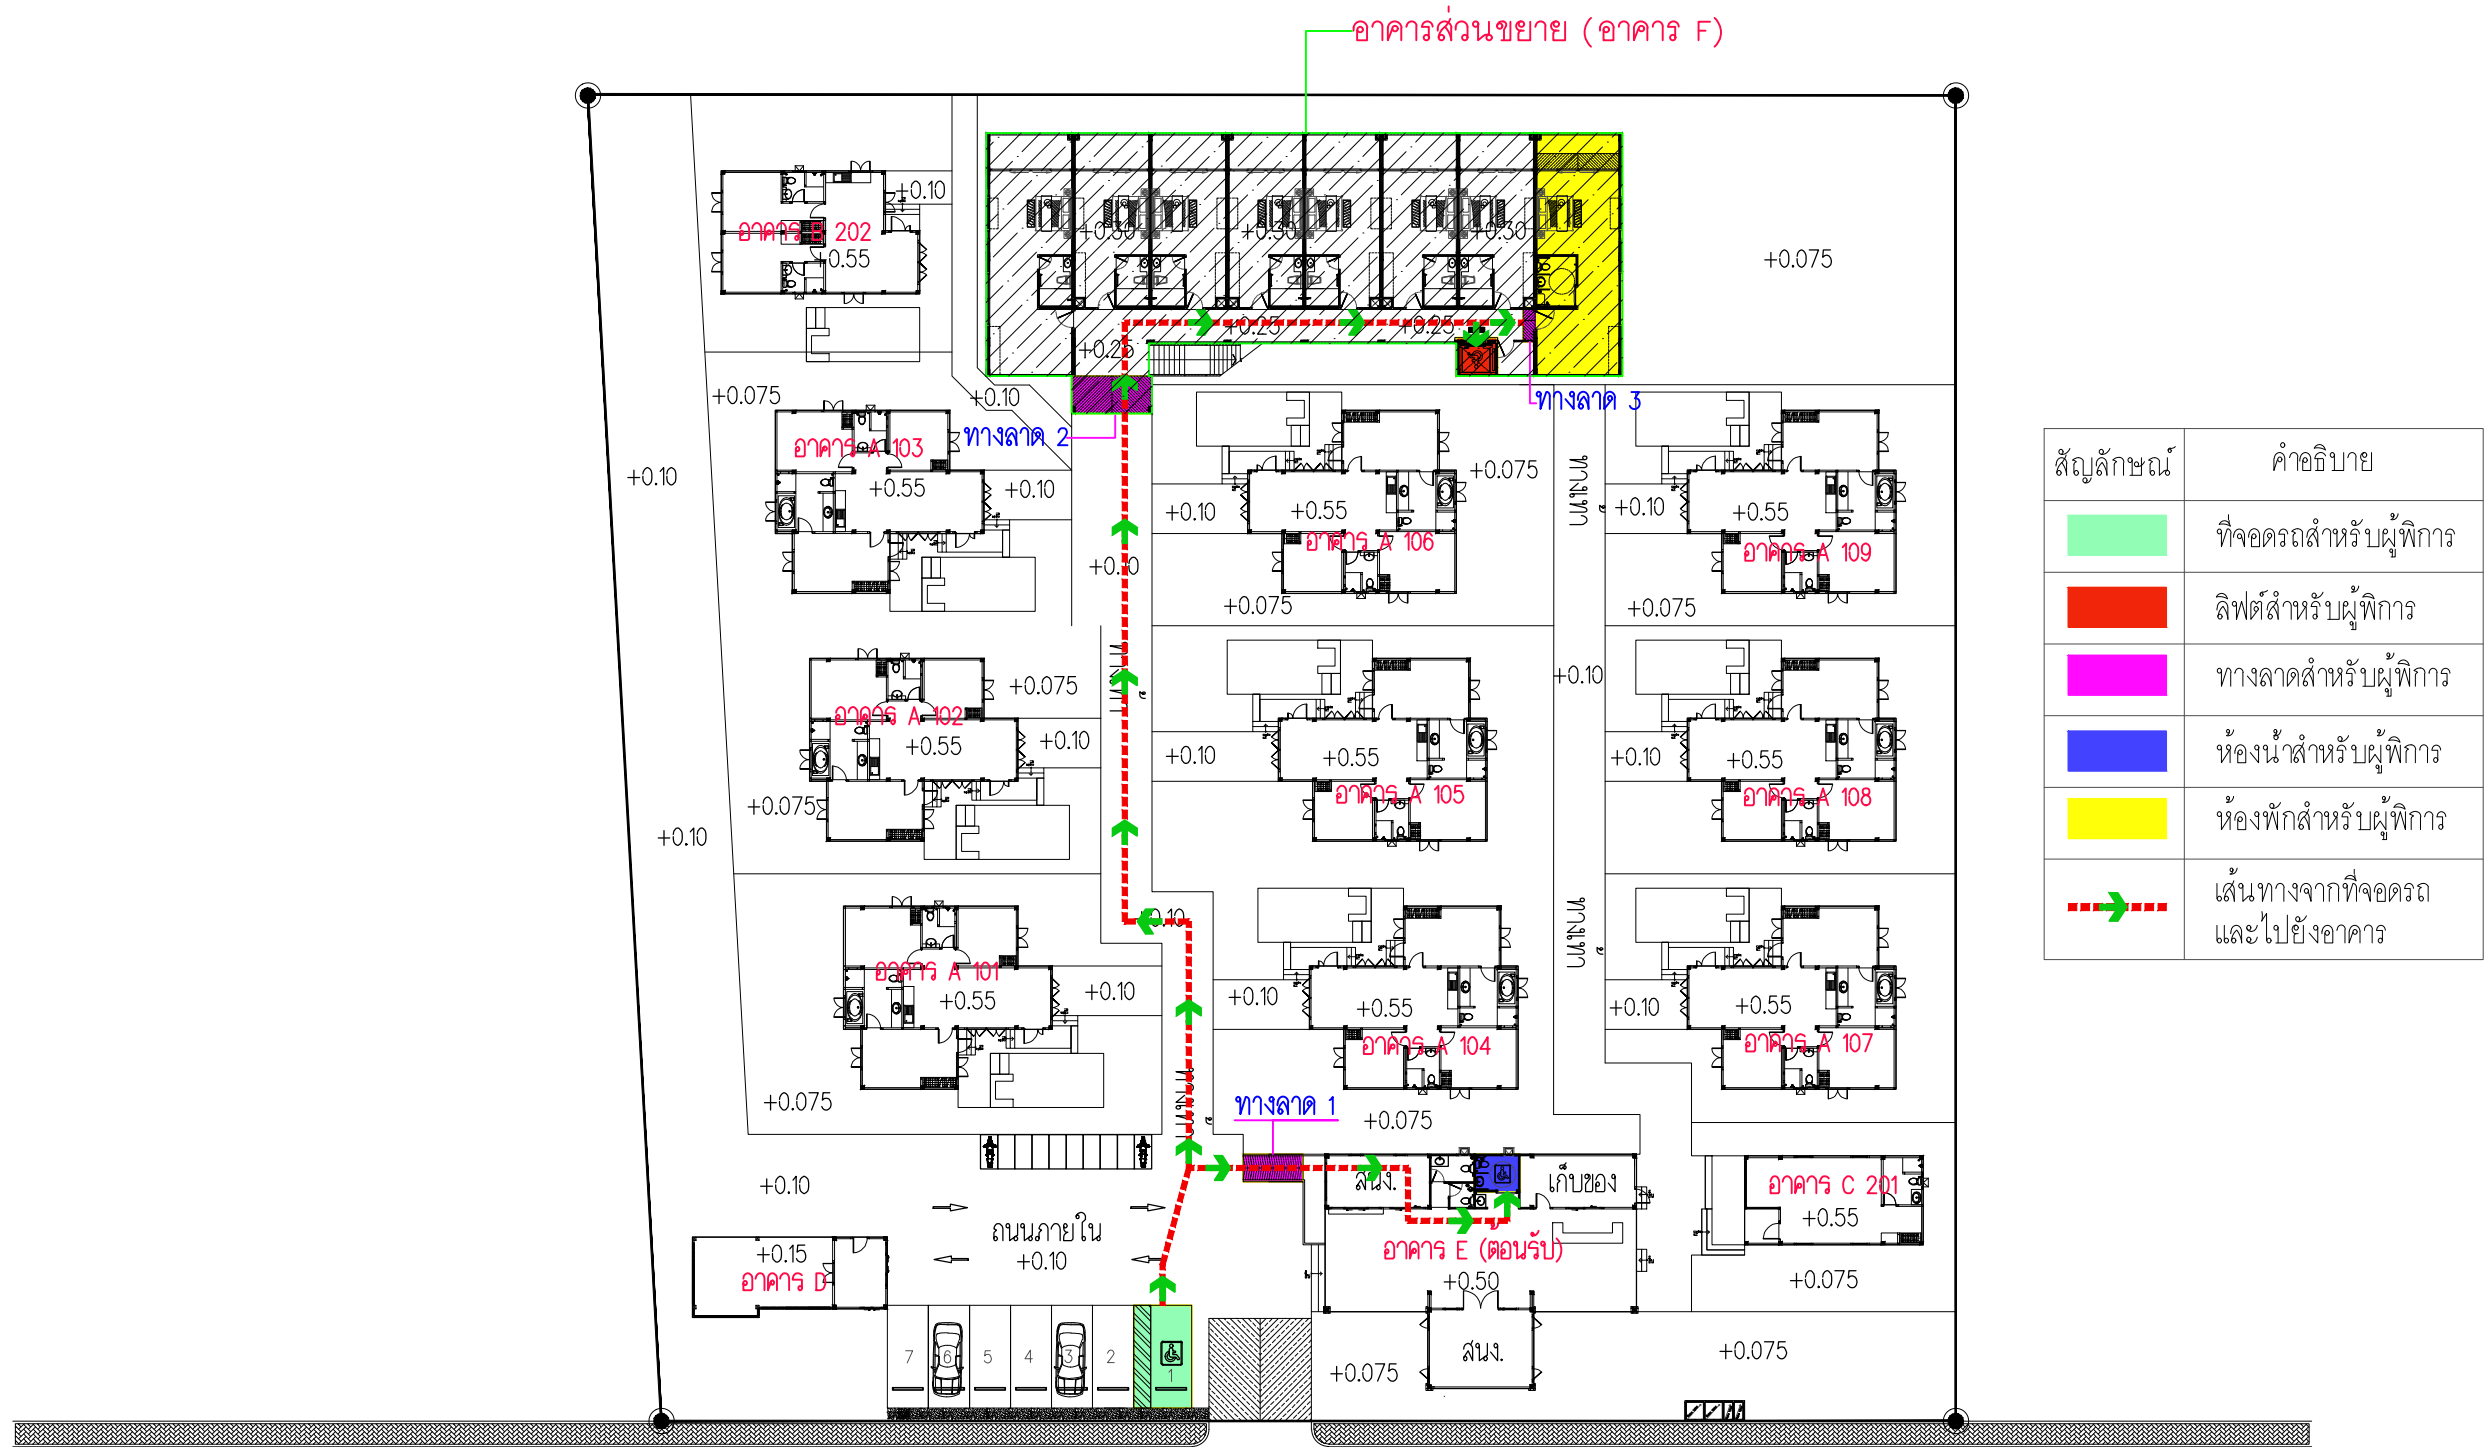 อาคารส่วนขยาย (อาคาร F)
+0.10
อาคาร B 202
+0.55
+0.30
+0.30
+0.30
+0.075
+0.25
+0.25
+0.25
+0.075
+0.10
ทางลาด 2
ทางลาด 3
อาคาร A 103
+0.55
+0.10
+0.10
+0.10
+0.55
อาคาร A 106
+0.075
+0.075
ทางเท้า
+0.10
+0.55
อาคาร A 109
+0.075
+0.10
+0.075
อาคาร A 102
+0.55
+0.10
+0.075
+0.10
+0.10
+0.55
อาคาร A 105
+0.10
+0.10
+0.55
อาคาร A 108
+0.10
อาคาร A 101
+0.55
+0.10
+0.075
+0.10
+0.55
อาคาร A 104
+0.075
ทางเท้า
+0.10
+0.55
อาคาร A 107
ทางลาด 1
+0.10
ถนนภายใน
+0.10
+0.15
อาคาร D
สนง.
เก็บของ
อาคาร E (ต้อนรับ)
+0.50
สนง.
อาคาร C 201
+0.55
+0.075
+0.075
+0.075
7
6
5
4
3
2
1
สัญลักษณ์
คำอธิบาย
ที่จอดรถสำหรับผู้พิการ
ลิฟต์สำหรับผู้พิการ
ทางลาดสำหรับผู้พิการ
ห้องน้ำสำหรับผู้พิการ
ห้องพักสำหรับผู้พิการ
เส้นทางจากที่จอดรถ
และไปยังอาคาร